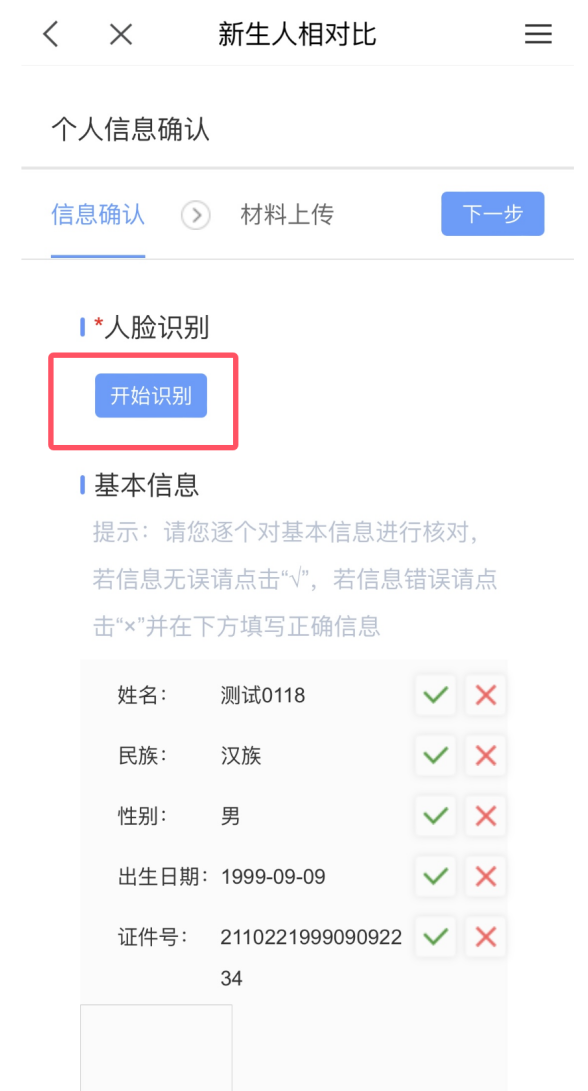 新生人相对比
个人信息确认
信息确认 材料上传 下一步
*人脸识别
开始识别
基本信息
提示：请您逐个对基本信息进行核对，
若信息无误请点击“√”，若信息错误请点
击“×”并在下方填写正确信息
姓名： 测试0118
民族： 汉族
性别： 男
出生日期： 1999-09-09
证件号： 2110221999090922
34